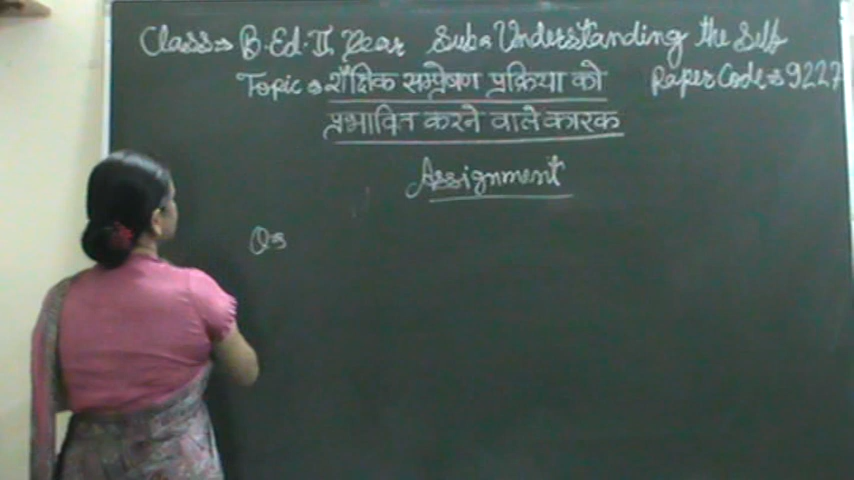 Class⇒ B.Ed.II Year Sub⇒ Understanding the Self
Topic⇒ शैक्षिक सम्प्रेषण प्रक्रिया को Paper Code⇒9227
प्रभावित करने वाले कारक
Assignment
Q⇒